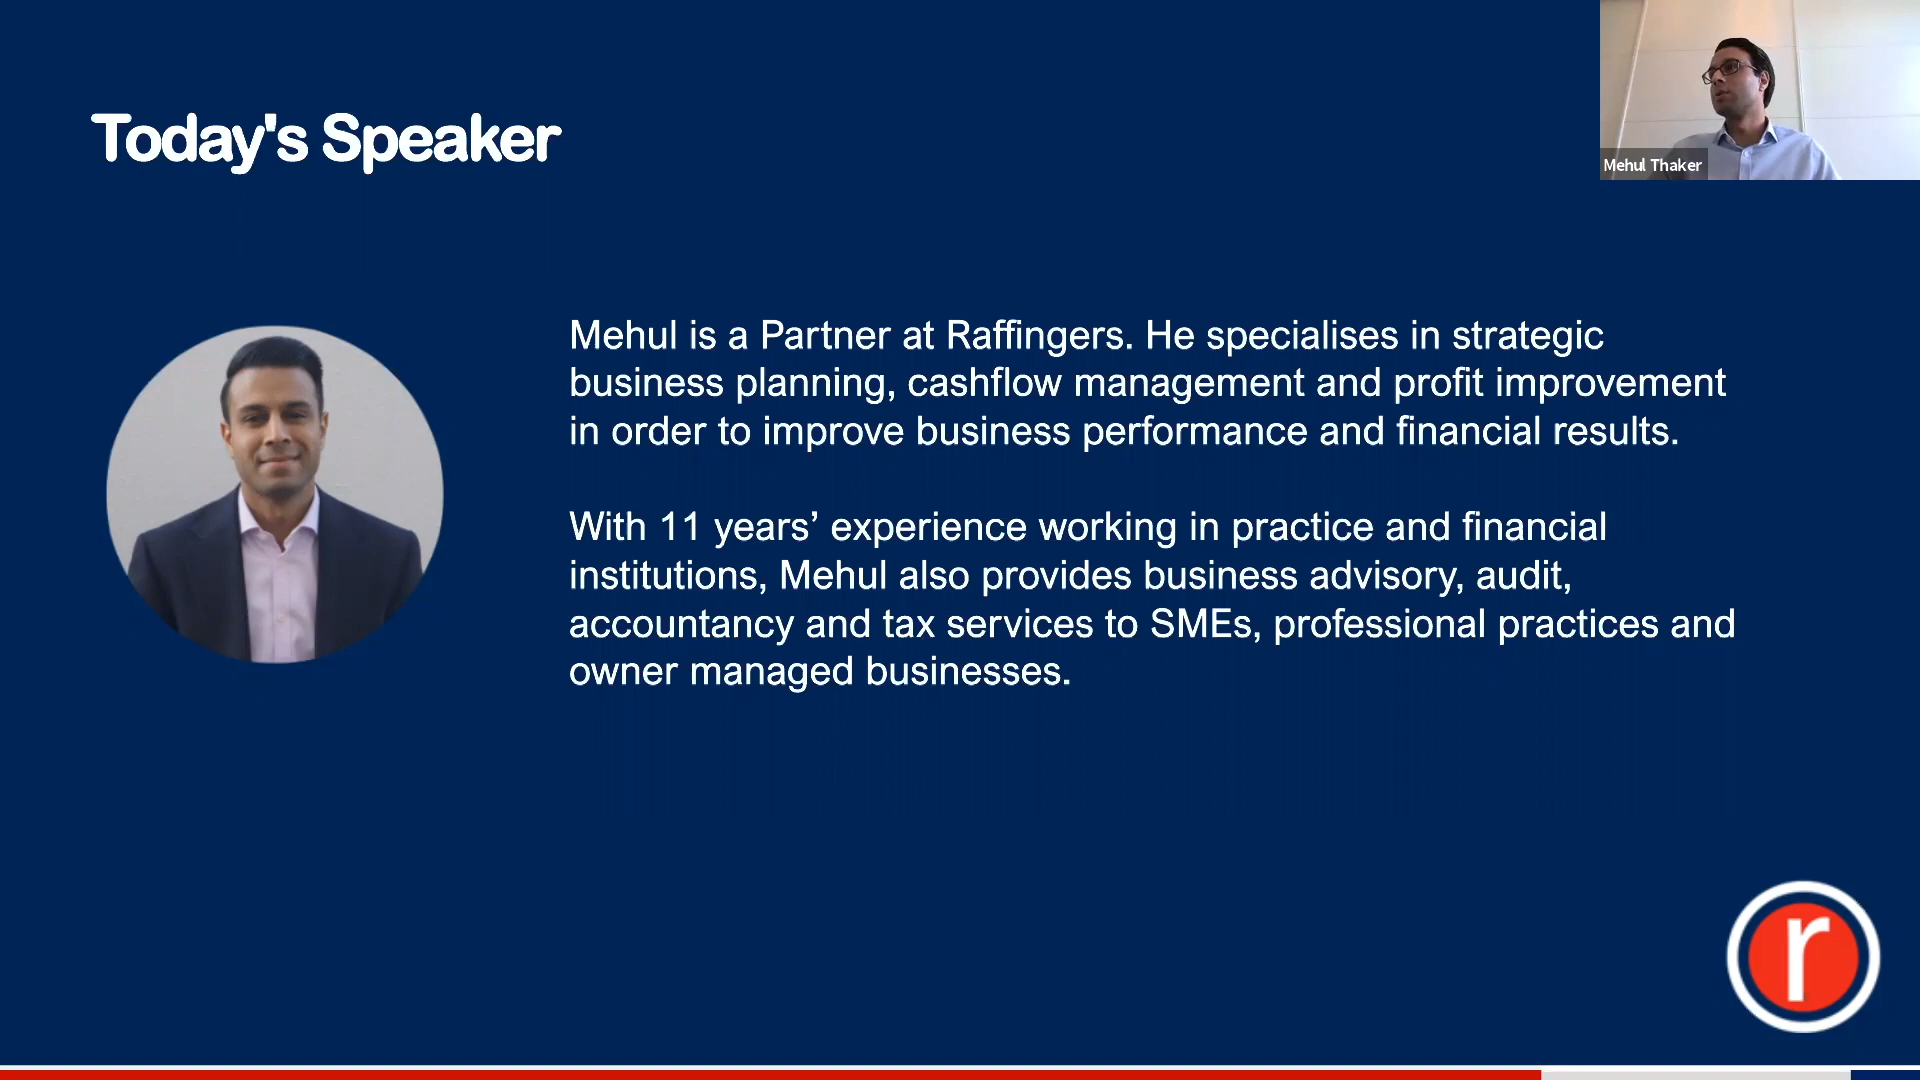 Today's Speaker
Mehul Thaker
Mehul is a Partner at Raffingers. He specialises in strategic
business planning, cashflow management and profit improvement
in order to improve business performance and financial results.
With 11 years’ experience working in practice and financial
institutions, Mehul also provides business advisory, audit,
accountancy and tax services to SMEs, professional practices and
owner managed businesses.
r